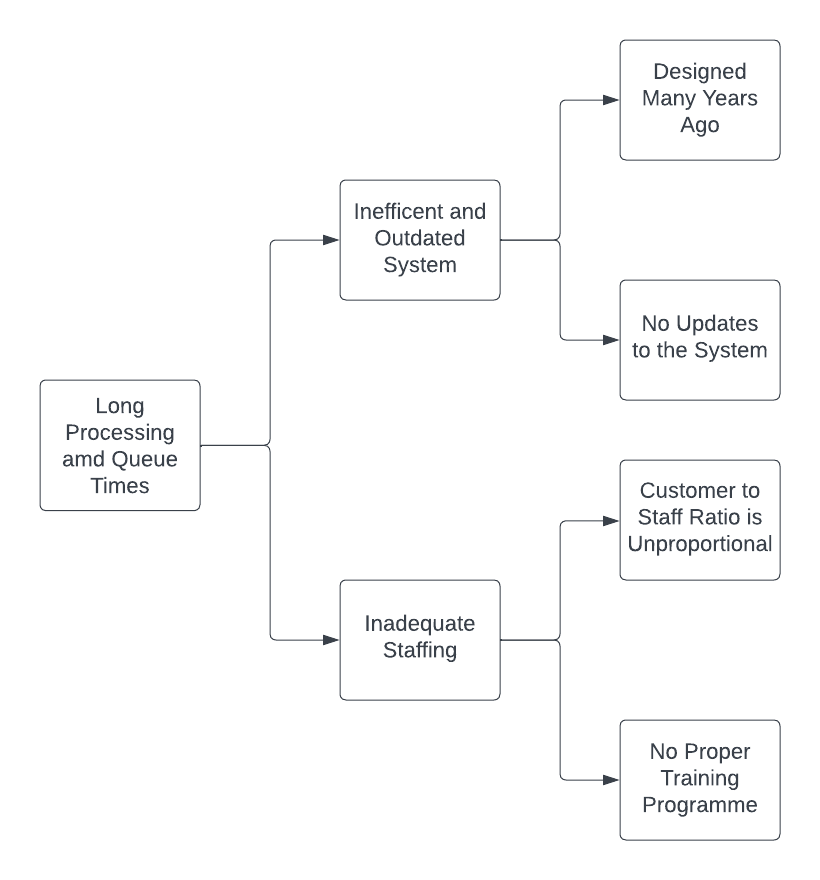 Designed
Many Years
Ago
Inefficent and
Outdated
System
No Updates
to the System
Long
Processing
amd Queue
Times
Customer to
Staff Ratio is
Unproportional
Inadequate
Staffing
No Proper
Training
Programme